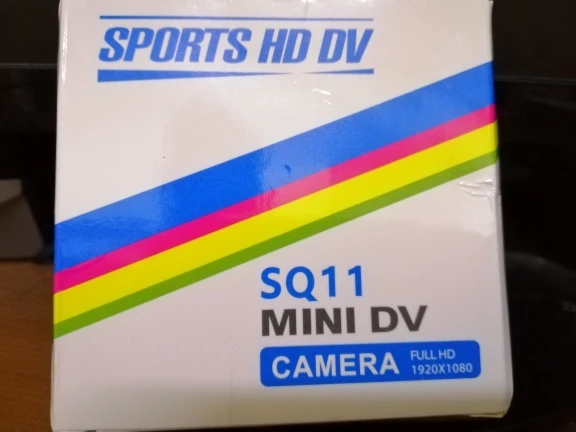 SPORTS HD DV
SQ11
MINI DV
CAMERA FULL HD
1920X1080